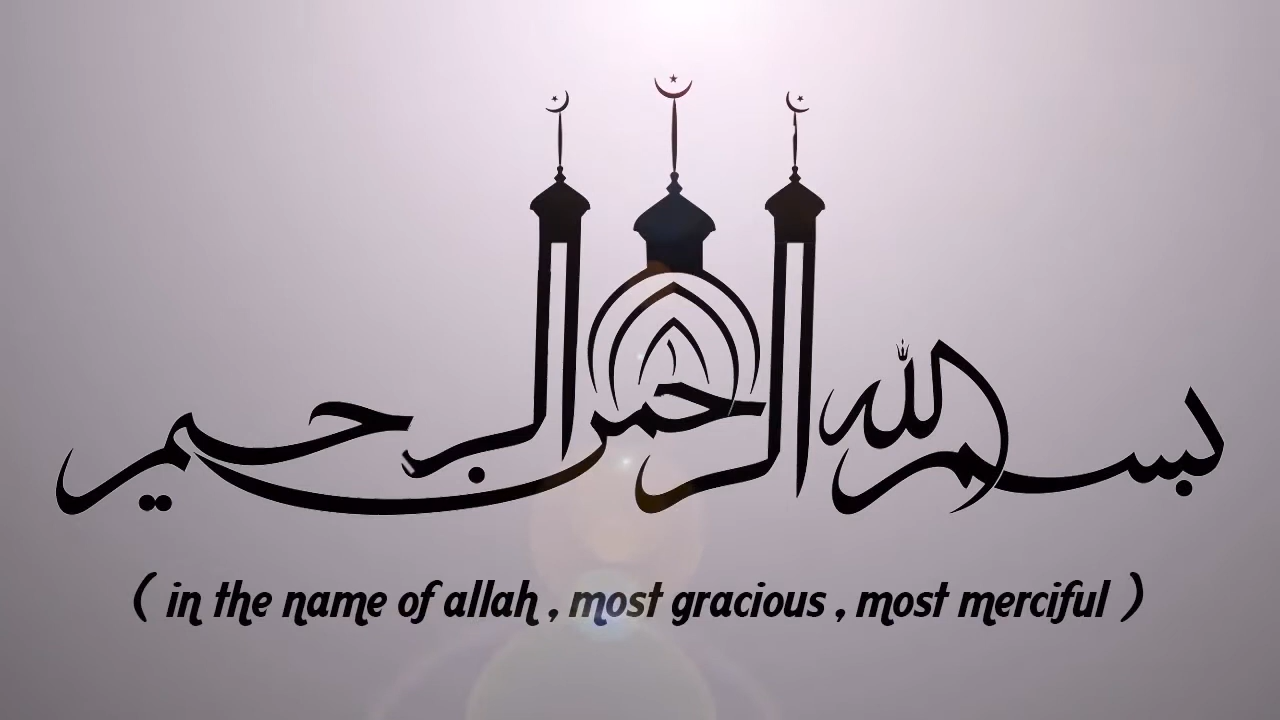 بسم الله الرحمن الرحيم
( in the name of allah , most gracious , most merciful )